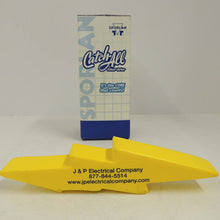 SPORLAN
Catch-All
SPORLAN
J & P Electrical Company
877-844-5514
www.jpelectricalcompany.com